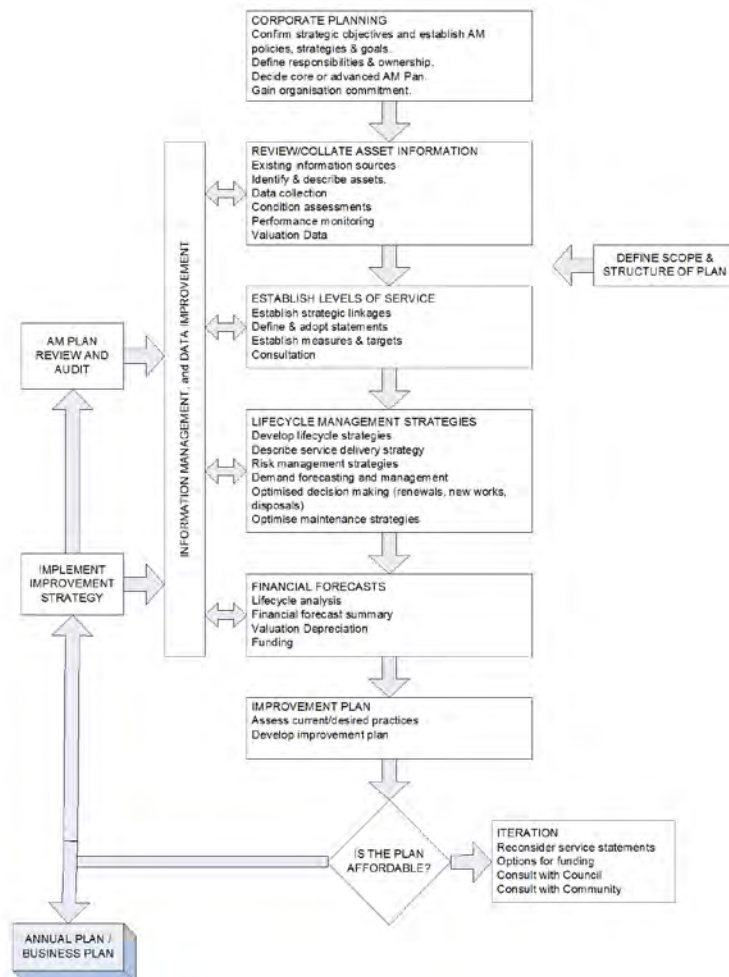 CORPORATE PLANNING
Confirm strategic objectives and establish AM
policies, strategies & goals.
Define responsibilities & ownership.
Decide core or advanced AM Pan.
Gain organisation commitment.
REVIEW/COLLATE ASSET INFORMATION
Existing information sources
Identify & describe assets.
Data collection
Condition assessments
Performance monitoring
Valuation Data
DEFINE SCOPE &
STRUCTURE OF PLAN
INFORMATION MANAGEMENT, and DATA IMPROVEMENT
ESTABLISH LEVELS OF SERVICE
Establish strategic linkages
Define & adopt statements
Establish measures & targets
Consultation
AM PLAN
REVIEW AND
AUDIT
LIFECYCLE MANAGEMENT STRATEGIES
Develop lifecycle strategies
Describe service delivery strategy
Risk management strategies
Demand forecasting and management
Optimised decision making (renewals, new works,
disposals)
Optimise maintenance strategies
IMPLEMENT
IMPROVEMENT
STRATEGY
FINANCIAL FORECASTS
Lifecycle analysis
Financial forecast summary
Valuation Depreciation
Funding
IMPROVEMENT PLAN
Assess current/desired practices
Develop improvement plan
IS THE PLAN
AFFORDABLE?
ITERATION
Reconsider service statements
Options for funding
Consult with Council
Consult with Community
ANNUAL PLAN /
BUSINESS PLAN